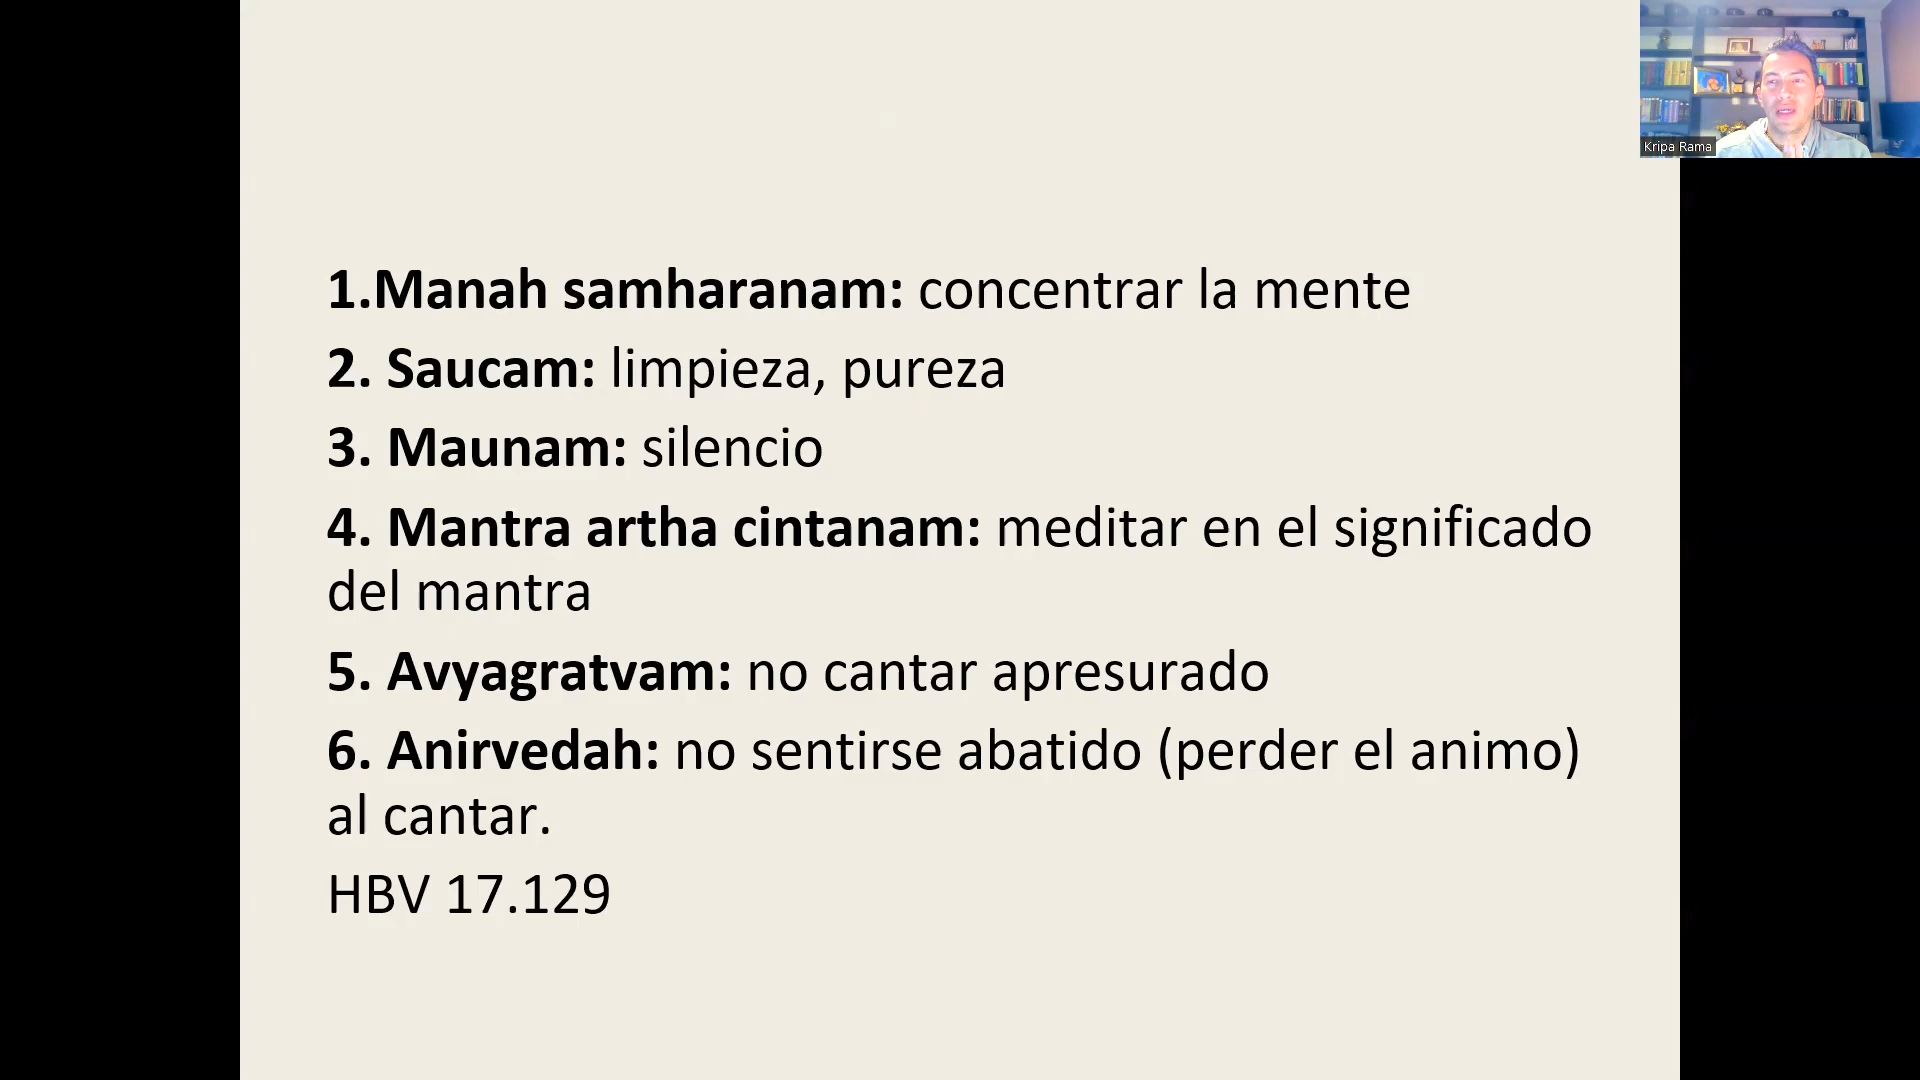 Kripa Rama
1.Manah samharanam: concentrar la mente
2. Saucam: limpieza, pureza
3. Maunam: silencio
4. Mantra artha cintanam: meditar en el significado
del mantra
5. Avyagratvam: no cantar apresurado
6. Anirvedah: no sentirse abatido (perder el animo)
al cantar.
HBV 17.129